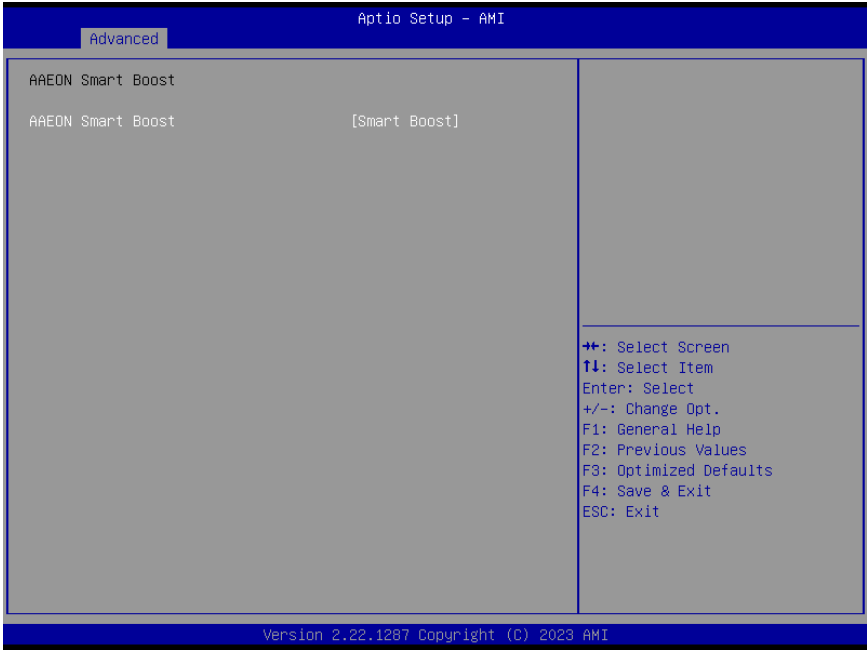 Aptio Setup – AMI
Advanced
AAEON Smart Boost
AAEON Smart Boost [Smart Boost]
→←: Select Screen
↑↓: Select Item
Enter: Select
+/-: Change Opt.
F1: General Help
F2: Previous Values
F3: Optimized Defaults
F4: Save & Exit
ESC: Exit
Version 2.22.1287 Copyright (C) 2023 AMI